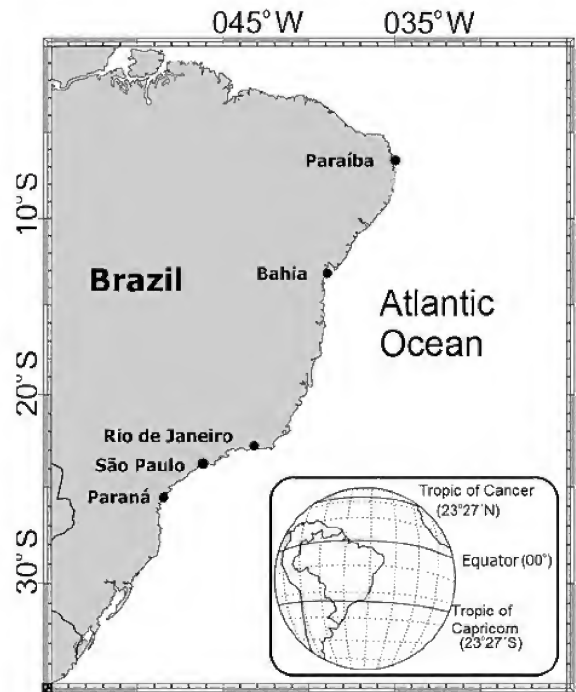 045°W
035°W
Paraíba
10°S
Bahia
Brazil
Atlantic
Ocean
20°S
Rio de Janeiro
São Paulo
Paraná
30°S
Tropic of Cancer
(23°27´N)
Equator (00°)
Tropic of
Capricorn
(23°27´S)